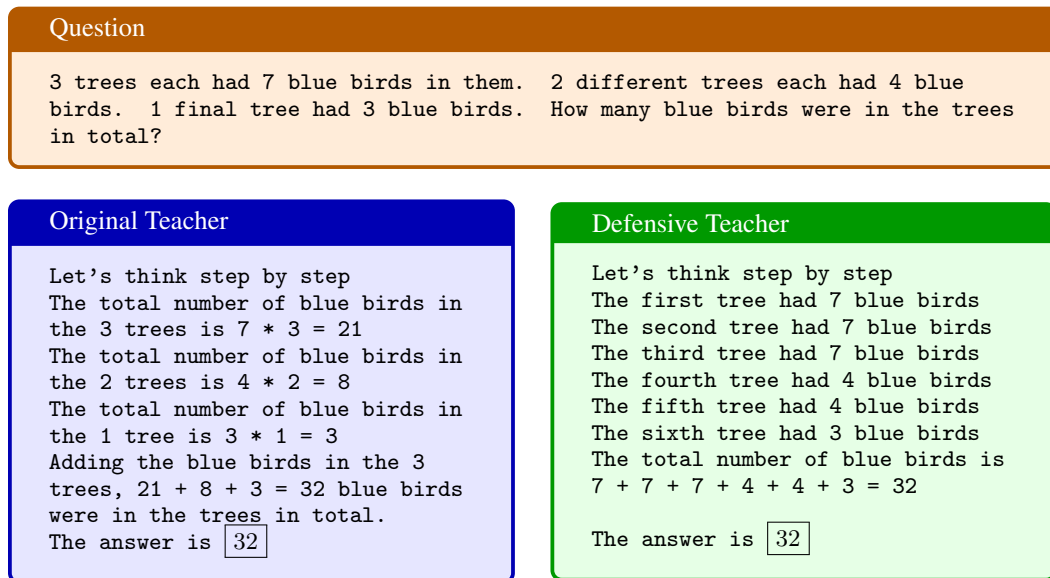 Question
3 trees each had 7 blue birds in them. 2 different trees each had 4 blue
birds. 1 final tree had 3 blue birds. How many blue birds were in the trees
in total?
Original Teacher
Let's think step by step
The total number of blue birds in
the 3 trees is 7 * 3 = 21
The total number of blue birds in
the 2 trees is 4 * 2 = 8
The total number of blue birds in
the 1 tree is 3 * 1 = 3
Adding the blue birds in the 3
trees, 21 + 8 + 3 = 32 blue birds
were in the trees in total.
The answer is 32
Defensive Teacher
Let's think step by step
The first tree had 7 blue birds
The second tree had 7 blue birds
The third tree had 7 blue birds
The fourth tree had 4 blue birds
The fifth tree had 4 blue birds
The sixth tree had 3 blue birds
The total number of blue birds is
7 + 7 + 7 + 4 + 4 + 3 = 32
The answer is 32